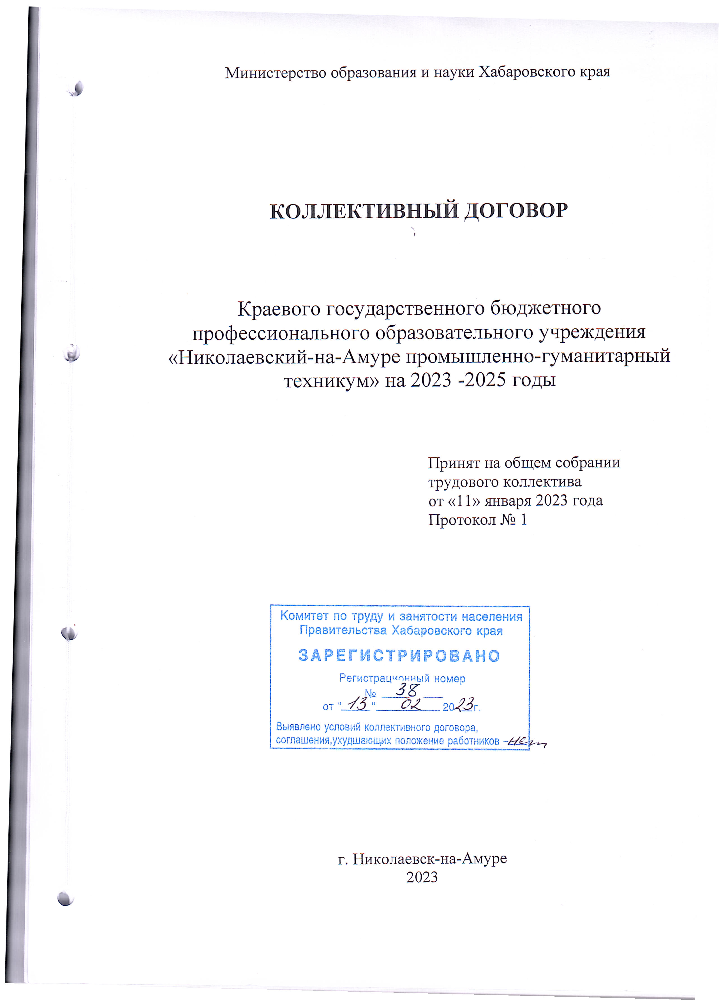 Министерство образования и науки Хабаровского края
КОЛЛЕКТИВНЫЙ ДОГОВОР
Краевого государственного бюджетного
профессионального образовательного учреждения
«Николаевский-на-Амуре промышленно-гуманитарный
техникум» на 2023 -2025 годы
Принят на общем собрании
трудового коллектива
от «11» января 2023 года
Протокол № 1
Комитет по труду и занятости населения
Правительства Хабаровского края
ЗАРЕГИСТРИРОВАНО
Регистрационный номер
№ 38
от "13" 02 2023г.
Выявлено условий коллективного договора,
соглашения,ухудшающих положение работников – нет
г. Николаевск-на-Амуре
2023